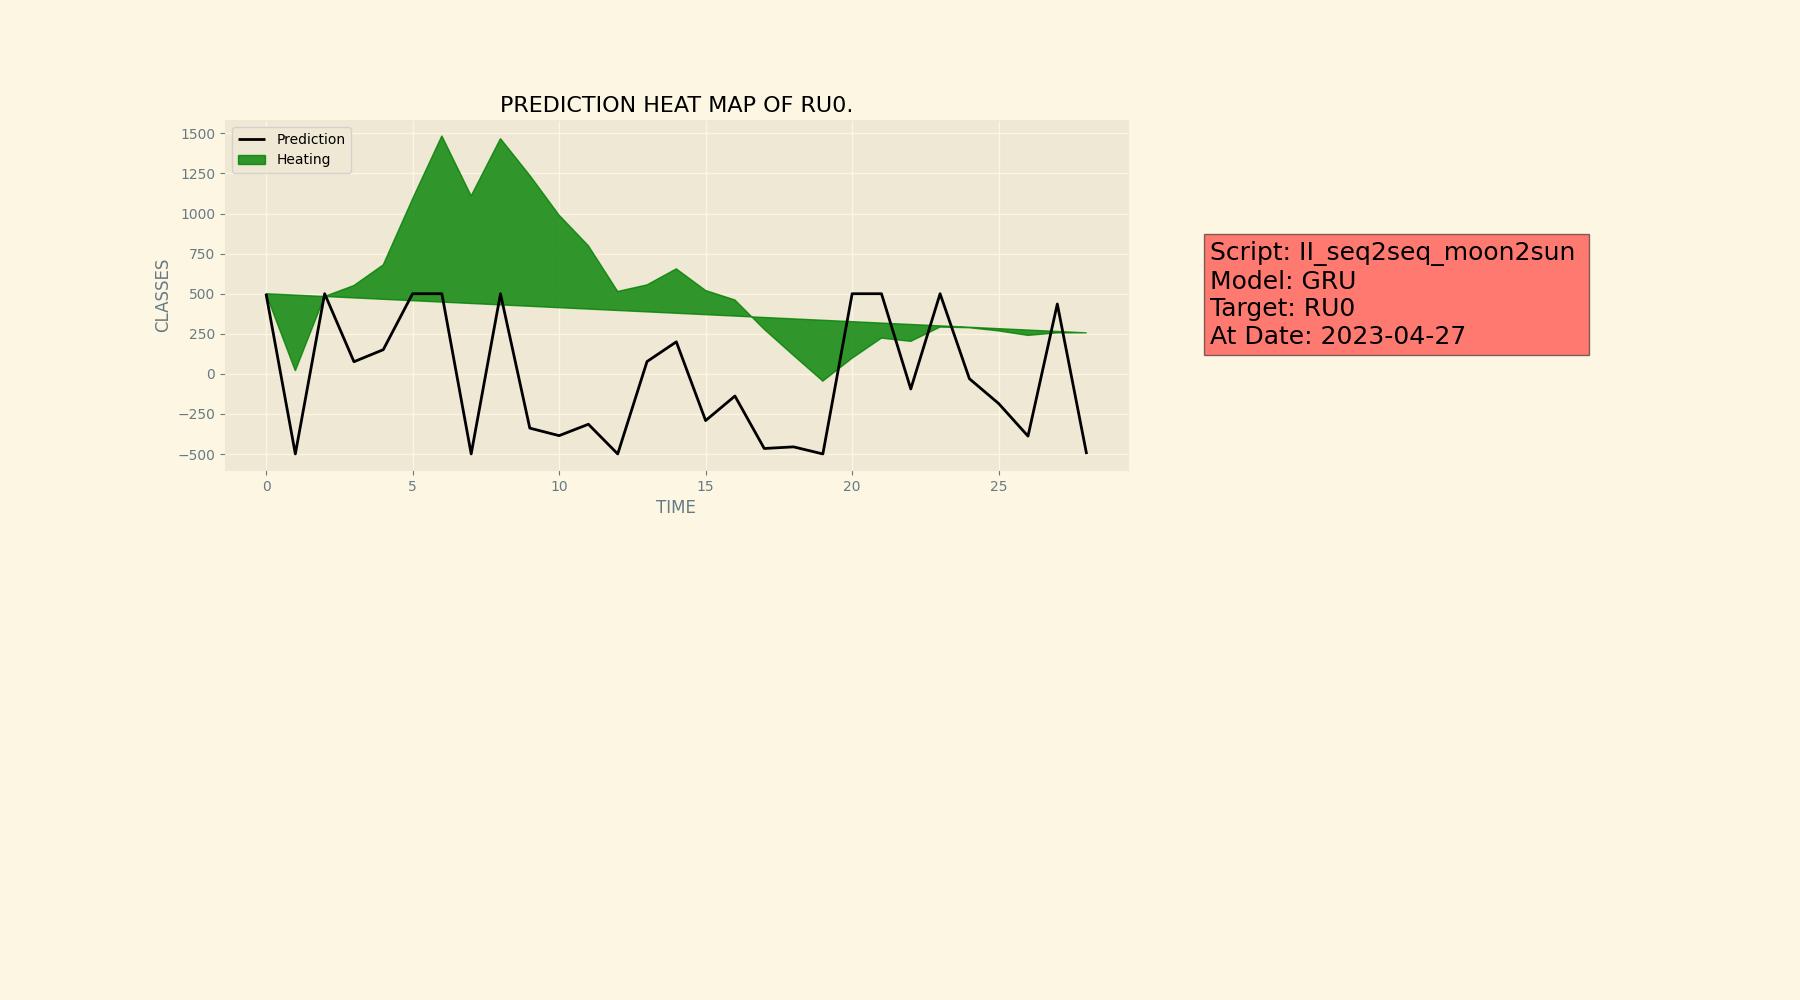 PREDICTION HEAT MAP OF RU0.
Prediction
Heating
1500
1250
1000
750
500
250
0
−250
−500
CLASSES
0 5 10 15 20 25
TIME
Script: II_seq2seq_moon2sun
Model: GRU
Target: RU0
At Date: 2023-04-27